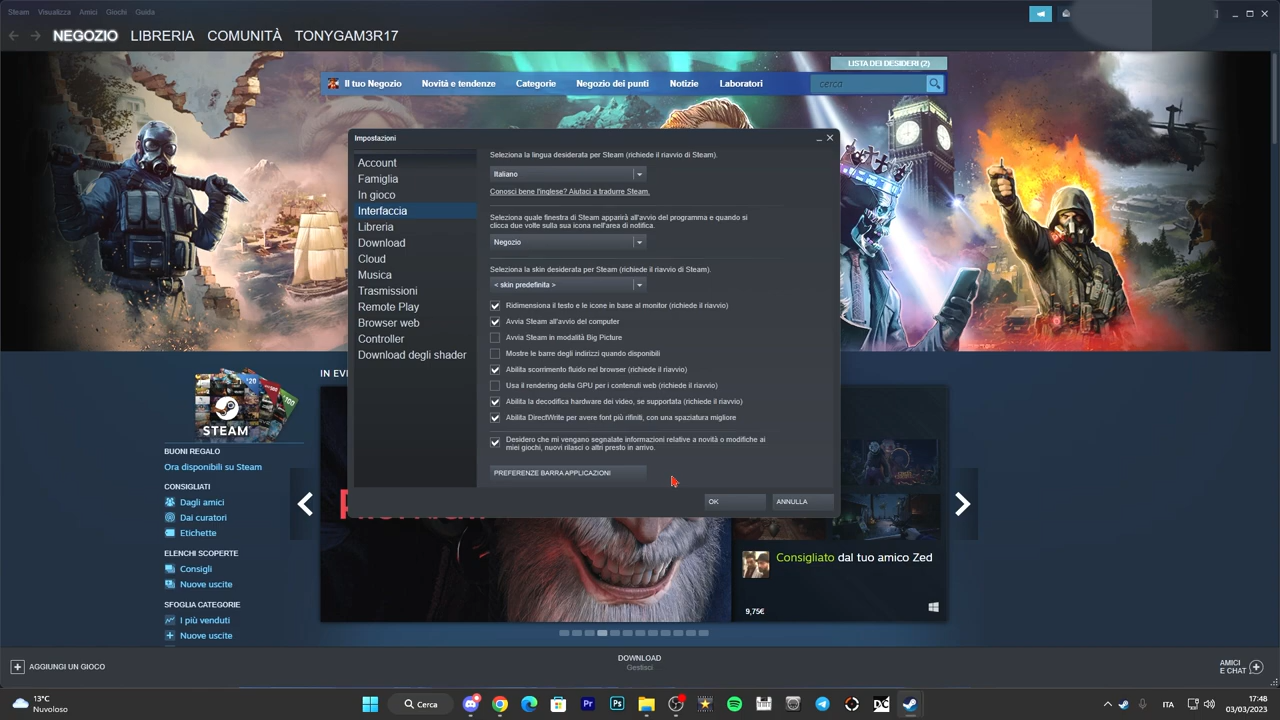 Steam Visualizza Amici Giochi Guida
NEGOZIO LIBRERIA COMUNITÀ TONYGAM3R17
LISTA DEI DESIDERI (2)
Il tuo Negozio Novità e tendenze Categorie Negozio dei punti Notizie Laboratori cerca
Impostazioni
Account
Famiglia
In gioco
Interfaccia
Libreria
Download
Cloud
Musica
Trasmissioni
Remote Play
Browser web
Controller
Download degli shader
Seleziona la lingua desiderata per Steam (richiede il riavvio di Steam).
Italiano
Conosci bene l'inglese? Aiutaci a tradurre Steam.
Seleziona quale finestra di Steam apparirà all'avvio del programma e quando si
clicca due volte sulla sua icona nell'area di notifica.
Negozio
Seleziona la skin desiderata per Steam (richiede il riavvio di Steam).
< skin predefinita >
Ridimensiona il testo e le icone in base al monitor (richiede il riavvio)
Avvia Steam all'avvio del computer
Avvia Steam in modalità Big Picture
Mostre le barre degli indirizzi quando disponibili
Abilita scorrimento fluido nel browser (richiede il riavvio)
Usa il rendering della GPU per i contenuti web (richiede il riavvio)
Abilita la decodifica hardware dei video, se supportata (richiede il riavvio)
Abilita DirectWrite per avere font più rifiniti, con una spaziatura migliore
Desidero che mi vengano segnalate informazioni relative a novità o modifiche ai
miei giochi, nuovi rilasci o altri presto in arrivo.
PREFERENZE BARRA APPLICAZIONI
OK ANNULLA
IN EVI
STEAM
BUONI REGALO
Ora disponibili su Steam
CONSIGLIATI
Dagli amici
Dai curatori
Etichette
ELENCHI SCOPERTE
Consigli
Nuove uscite
SFOGLIA CATEGORIE
I più venduti
Nuove uscite
Consigliato dal tuo amico Zed
9,75€
AGGIUNGI UN GIOCO
DOWNLOAD
Gestisci
AMICI
E CHAT
13°C
Nuvoloso
Cerca
Pr
Ps
ITA
17:48
03/03/2023